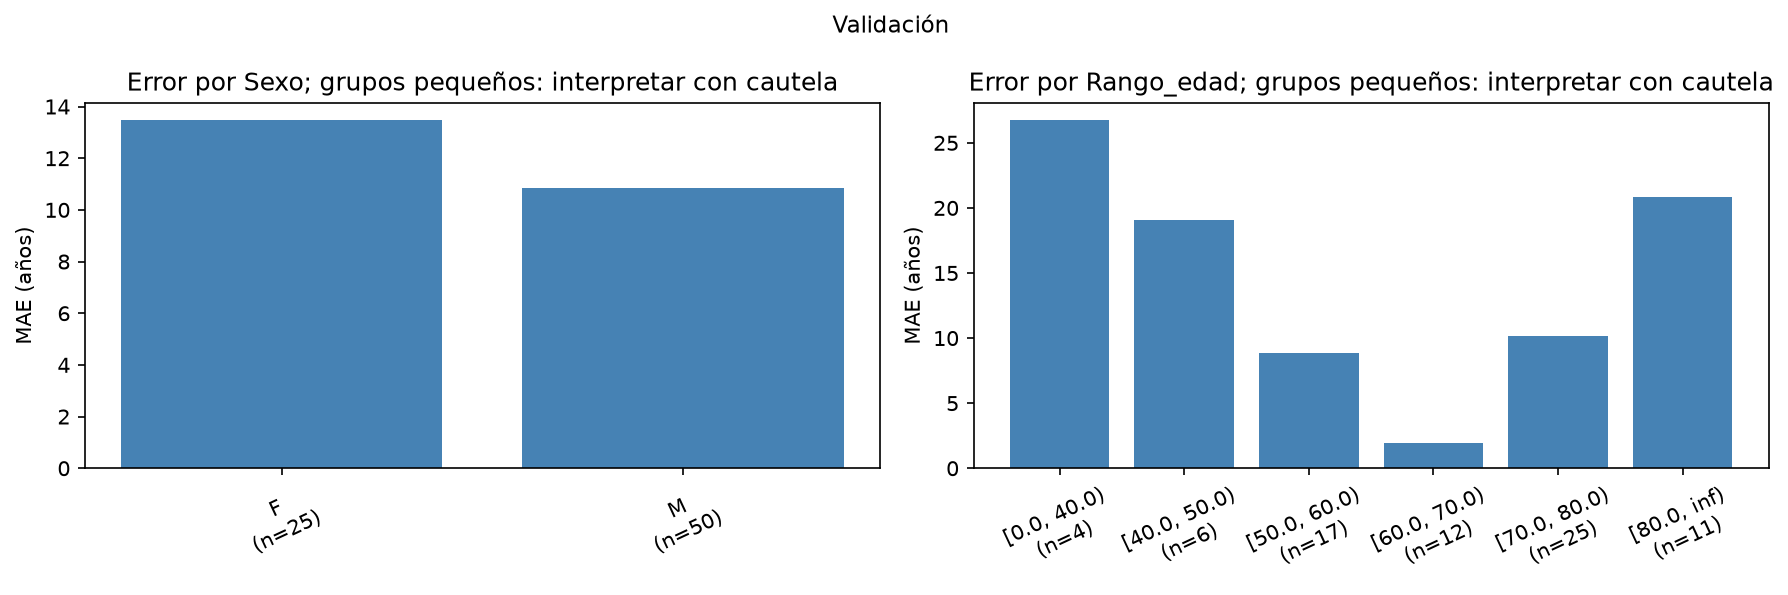 Validación
Error por Sexo; grupos pequeños: interpretar con cautela
MAE (años)
14
12
10
8
6
4
2
0
F
(n=25)
M
(n=50)
Error por Rango_edad; grupos pequeños: interpretar con cautela
MAE (años)
25
20
15
10
5
0
[0.0, 40.0)
(n=4)
[40.0, 50.0)
(n=6)
[50.0, 60.0)
(n=17)
[60.0, 70.0)
(n=12)
[70.0, 80.0)
(n=25)
[80.0, inf)
(n=11)